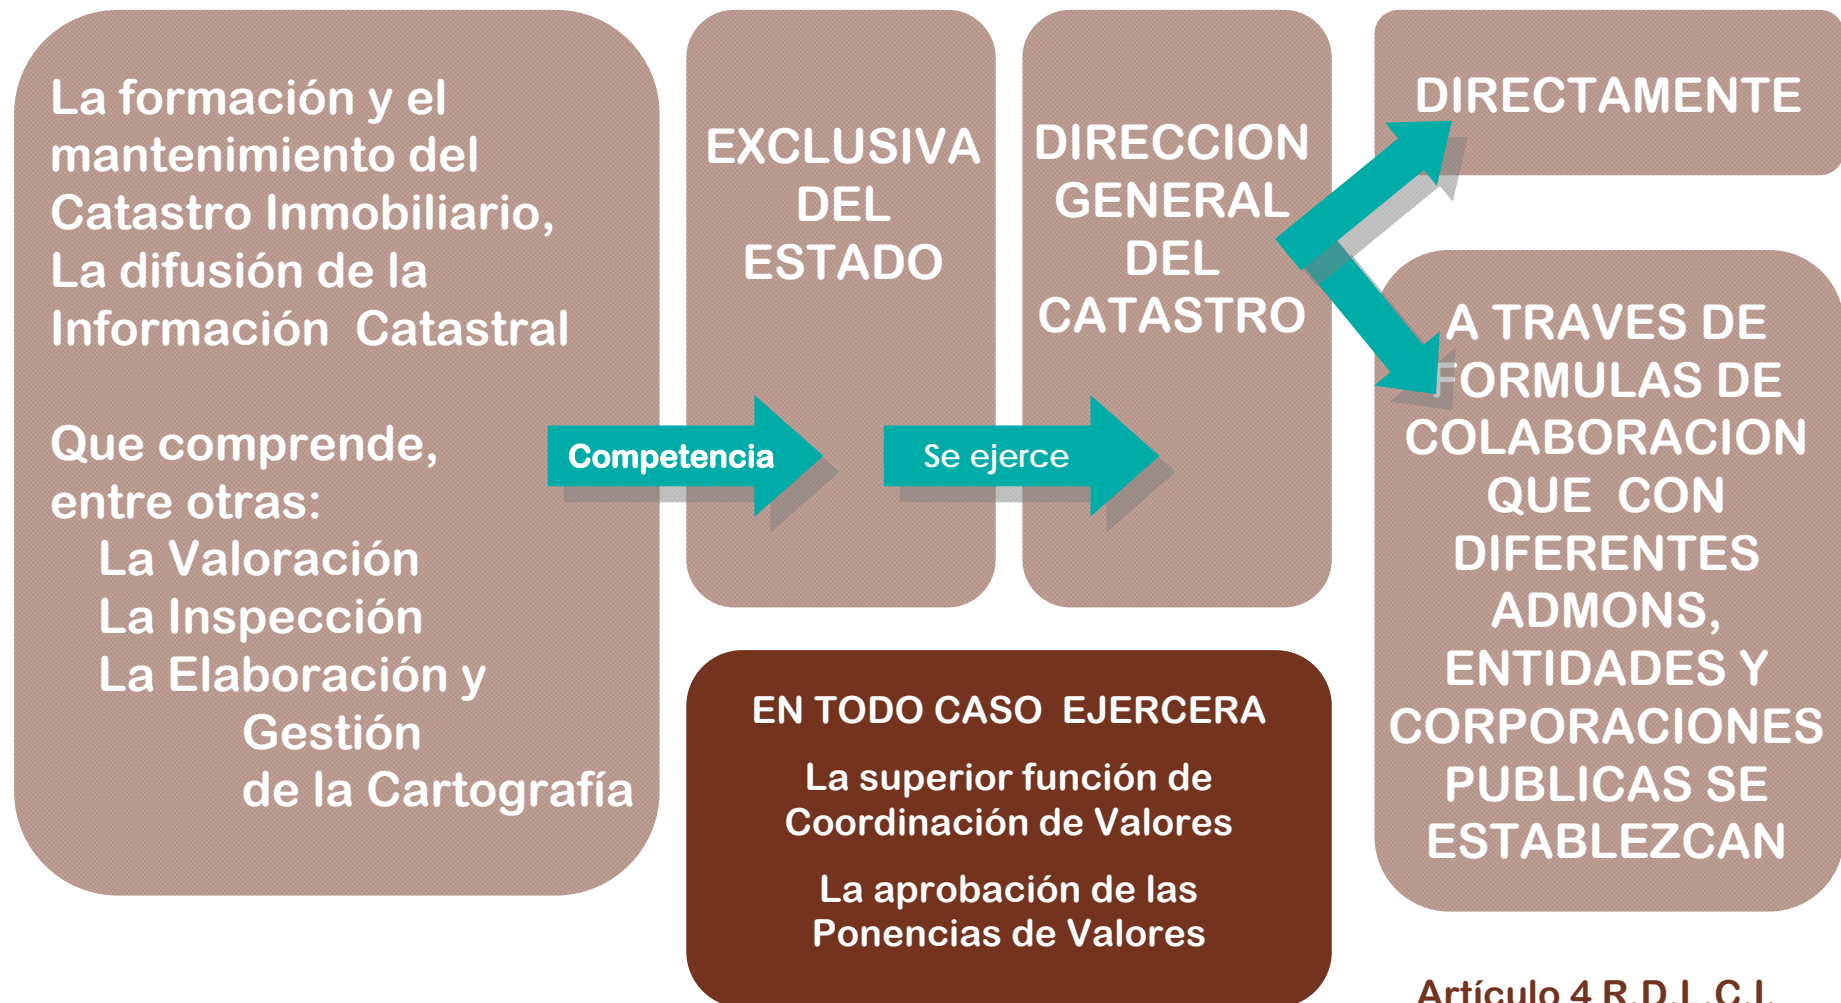 La formación y el
mantenimiento del
Catastro Inmobiliario,
La difusión de la
Información Catastral
Que comprende,
entre otras:
La Valoración
La Inspección
La Elaboración y
Gestión
de la Cartografía
Competencia
EXCLUSIVA
DEL
ESTADO
Se ejerce
DIRECCION
GENERAL
DEL
CATASTRO
DIRECTAMENTE
A TRAVES DE
FORMULAS DE
COLABORACION
QUE CON
DIFERENTES
ADMONS,
ENTIDADES Y
CORPORACIONES
PUBLICAS SE
ESTABLEZCAN
EN TODO CASO EJERCERA
La superior función de
Coordinación de Valores
La aprobación de las
Ponencias de Valores
Artículo 4 R.D.L.C.I.